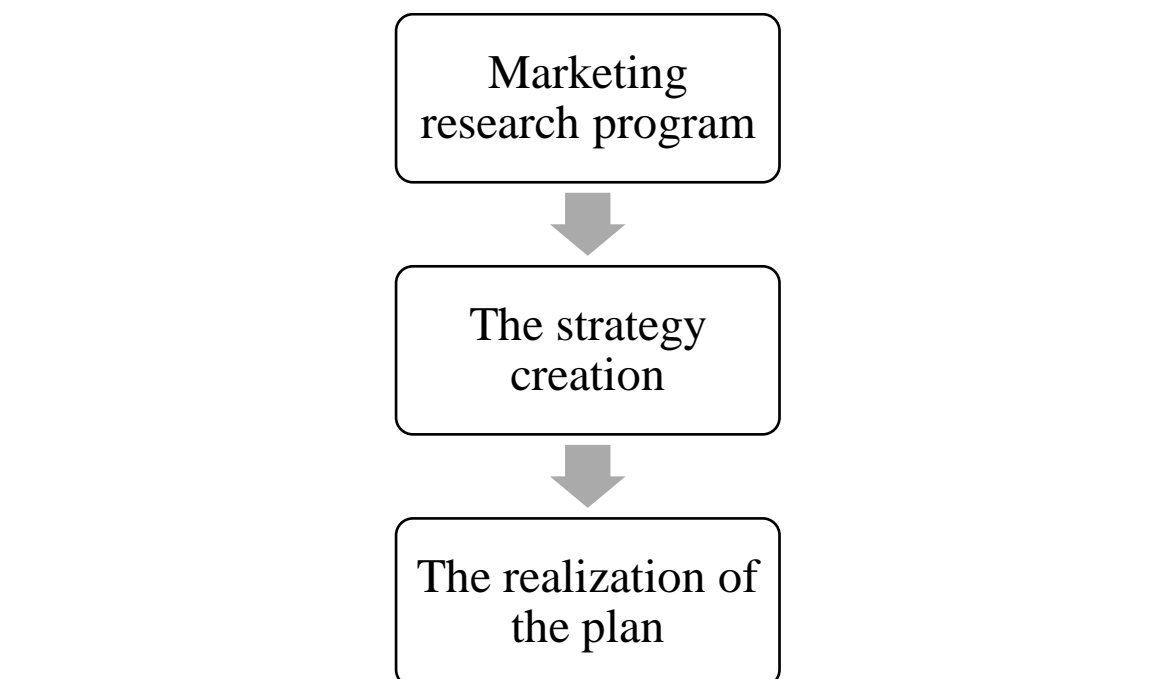 Marketing
research program
The strategy
creation
The realization of
the plan